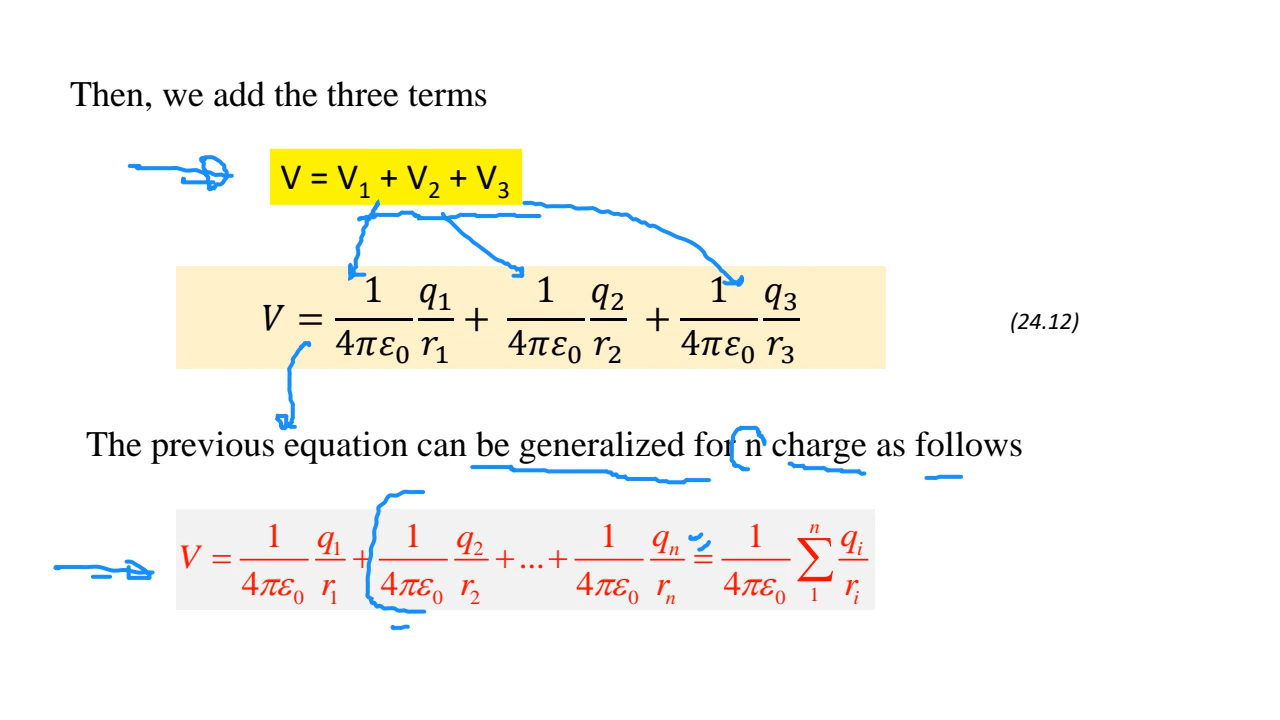 Then, we add the three terms
V = V₁ + V₂ + V₃
V = 1/4πε₀ q₁/r₁ + 1/4πε₀ q₂/r₂ + 1/4πε₀ q₃/r₃ (24.12)
The previous equation can be generalized for n charge as follows
V = 1/4πε₀ q₁/r₁ + 1/4πε₀ q₂/r₂ + ... + 1/4πε₀ qₙ/rₙ = 1/4πε₀ ∑₁ⁿ qᵢ/rᵢ